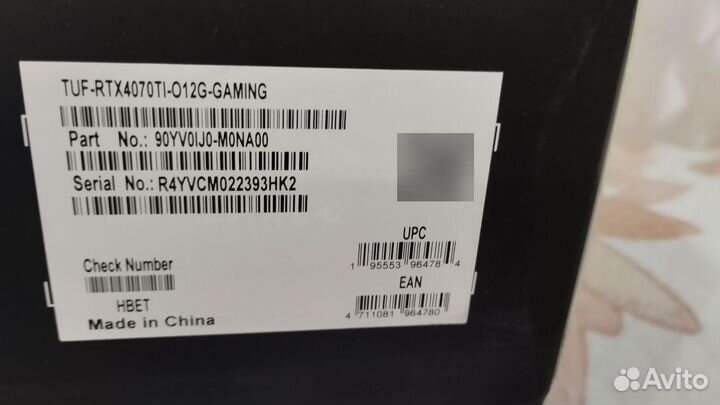 TUF-RTX4070TI-O12G-GAMING
Part No.: 90YV0IJ0-M0NA00
Serial No.: R4YVCM022393HK2
UPC
1 95553 96478 4
Check Number
EAN
HBET
4 711081 964780
Made in China
Avito